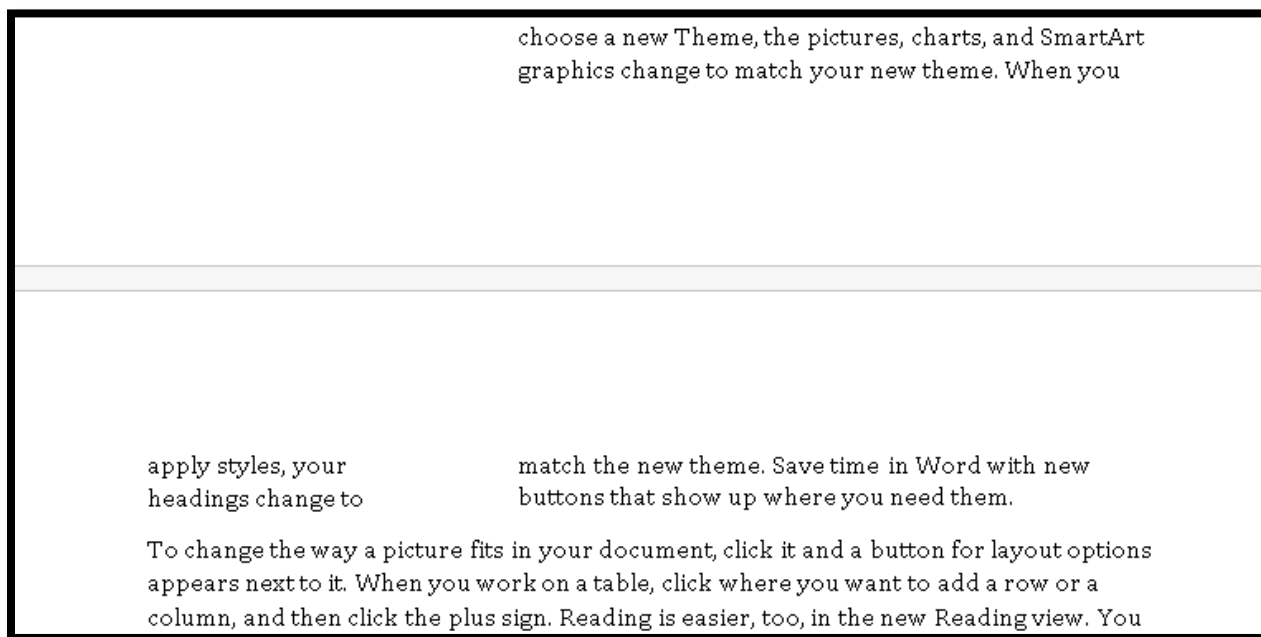 choose a new Theme, the pictures, charts, and SmartArt
graphics change to match your new theme. When you
apply styles, your
headings change to
match the new theme. Save time in Word with new
buttons that show up where you need them.
To change the way a picture fits in your document, click it and a button for layout options
appears next to it. When you work on a table, click where you want to add a row or a
column, and then click the plus sign. Reading is easier, too, in the new Reading view. You